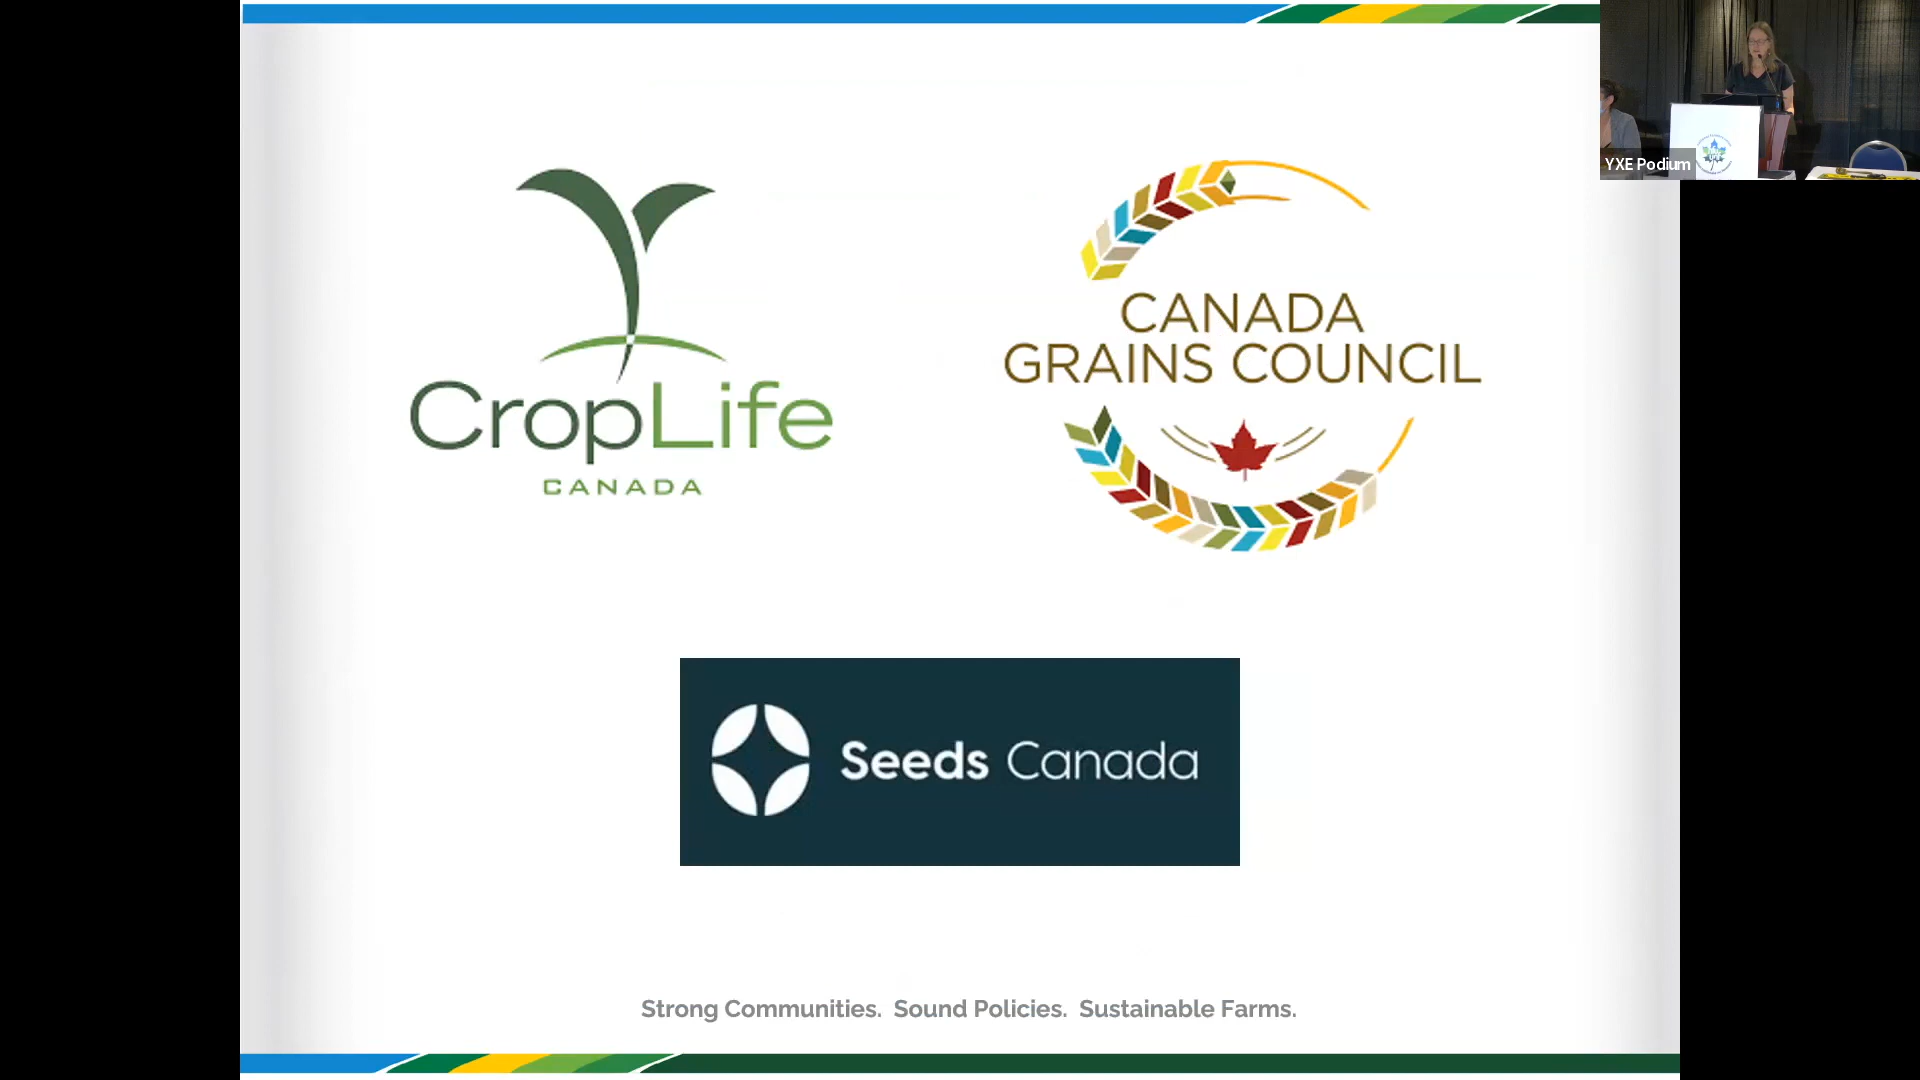 YXE Podium
CropLife
CANADA
CANADA
GRAINS COUNCIL
Seeds Canada
Strong Communities. Sound Policies. Sustainable Farms.